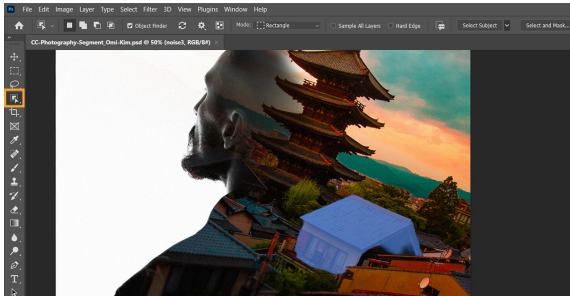 Ps File Edit Image Layer Type Select Filter 3D View Plugins Window Help
Object Finder Mode: Rectangle Sample All Layers Hard Edge Select Subject Select and Mask...
CC-Photography-Segment_Omi-Kim.psd @ 50% (noise3, RGB/8#) ×
T